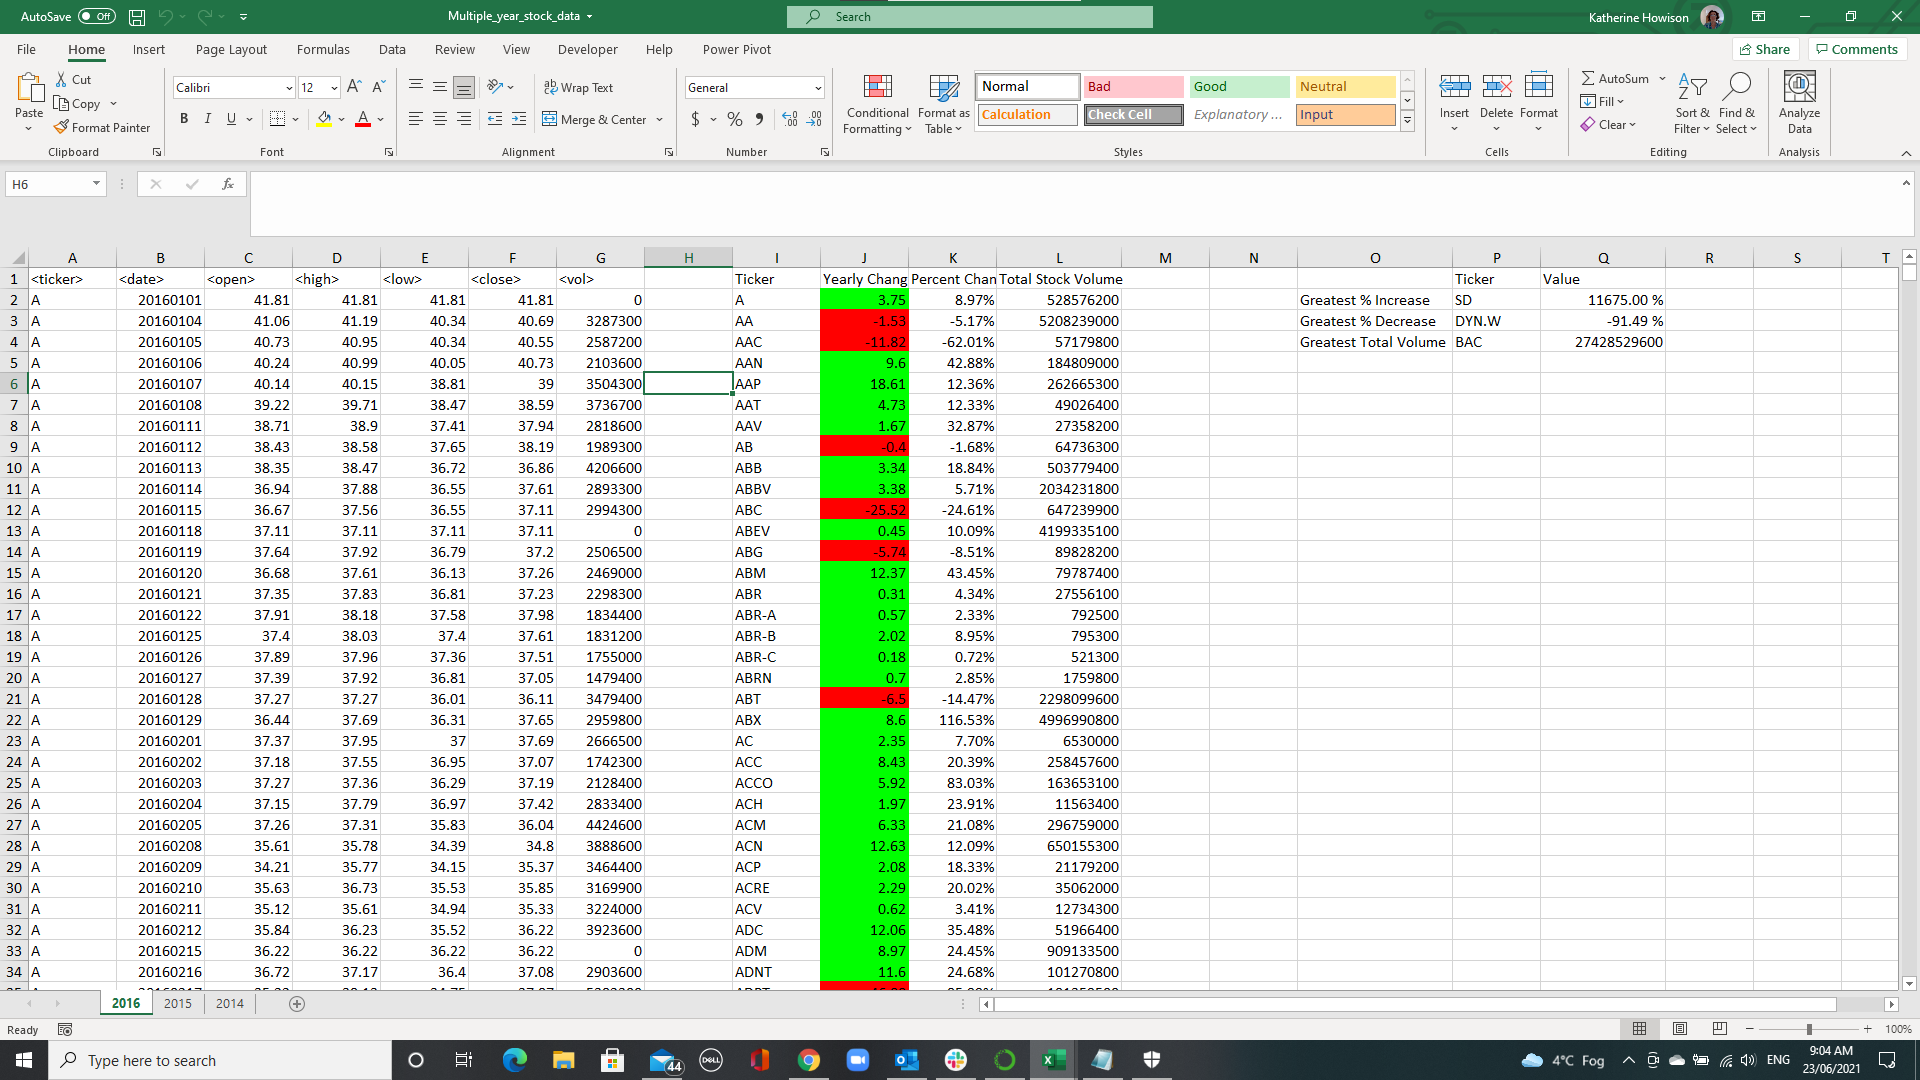 AutoSave Off Multiple_year_stock_data Search Katherine Howison
File Home Insert Page Layout Formulas Data Review View Developer Help Power Pivot Share Comments
Paste Cut Copy Format Painter Clipboard
Calibri 12 B I U Font
Wrap Text Merge & Center Alignment
General $ % Number
Conditional Formatting Format as Table
Normal Bad Good Neutral
Calculation Check Cell Explanatory ... Input
Styles
Insert Delete Format Cells
AutoSum Fill Clear Sort & Filter Find & Select Editing
Analyze Data Analysis
H6 fx
A B C D E F G H I J K L M N O P Q R S T
1 <ticker> <date> <open> <high> <low> <close> <vol> Ticker Yearly Chang Percent Chan Total Stock Volume Ticker Value
2 A 20160101 41.81 41.81 41.81 41.81 0 A 3.75 8.97% 528576200 Greatest % Increase SD 11675.00 %
3 A 20160104 41.06 41.19 40.34 40.69 3287300 AA -1.53 -5.17% 5208239000 Greatest % Decrease DYN.W -91.49 %
4 A 20160105 40.73 40.95 40.34 40.55 2587200 AAC -11.82 -62.01% 57179800 Greatest Total Volume BAC 27428529600
5 A 20160106 40.24 40.99 40.05 40.73 2103600 AAN 9.6 42.88% 184809000
6 A 20160107 40.14 40.15 38.81 39 3504300 AAP 18.61 12.36% 262665300
7 A 20160108 39.22 39.71 38.47 38.59 3736700 AAT 4.73 12.33% 49026400
8 A 20160111 38.71 38.9 37.41 37.94 2818600 AAV 1.67 32.87% 27358200
9 A 20160112 38.43 38.58 37.65 38.19 1989300 AB -0.4 -1.68% 64736300
10 A 20160113 38.35 38.47 36.72 36.86 4206600 ABB 3.34 18.84% 503779400
11 A 20160114 36.94 37.88 36.55 37.61 2893300 ABBV 3.38 5.71% 2034231800
12 A 20160115 36.67 37.56 36.55 37.11 2994300 ABC -25.52 -24.61% 647239900
13 A 20160118 37.11 37.11 37.11 37.11 0 ABEV 0.45 10.09% 4199335100
14 A 20160119 37.64 37.92 36.79 37.2 2506500 ABG -5.74 -8.51% 89828200
15 A 20160120 36.68 37.61 36.13 37.26 2469000 ABM 12.37 43.45% 79787400
16 A 20160121 37.35 37.83 36.81 37.23 2298300 ABR 0.31 4.34% 27556100
17 A 20160122 37.91 38.18 37.58 37.98 1834400 ABR-A 0.57 2.33% 792500
18 A 20160125 37.4 38.03 37.4 37.61 1831200 ABR-B 2.02 8.95% 795300
19 A 20160126 37.89 37.96 37.36 37.51 1755000 ABR-C 0.18 0.72% 521300
20 A 20160127 37.39 37.92 36.81 37.05 1479400 ABRN 0.7 2.85% 1759800
21 A 20160128 37.27 37.27 36.01 36.11 3479400 ABT -6.5 -14.47% 2298099600
22 A 20160129 36.44 37.69 36.31 37.65 2959800 ABX 8.6 116.53% 4996990800
23 A 20160201 37.37 37.95 37 37.69 2666500 AC 2.35 7.70% 6530000
24 A 20160202 37.18 37.55 36.95 37.07 1742300 ACC 8.43 20.39% 258457600
25 A 20160203 37.27 37.36 36.29 37.19 2128400 ACCO 5.92 83.03% 163653100
26 A 20160204 37.15 37.79 36.97 37.42 2833400 ACH 1.97 23.91% 11563400
27 A 20160205 37.26 37.31 35.83 36.04 4424600 ACM 6.33 21.08% 296759000
28 A 20160208 35.61 35.78 34.39 34.8 3888600 ACN 12.63 12.09% 650155300
29 A 20160209 34.21 35.77 34.15 35.37 3464400 ACP 2.08 18.33% 21179200
30 A 20160210 35.63 36.73 35.53 35.85 3169900 ACRE 2.29 20.02% 35062000
31 A 20160211 35.12 35.61 34.94 35.33 3224000 ACV 0.62 3.41% 12734300
32 A 20160212 35.84 36.23 35.52 36.22 3923600 ADC 12.06 35.48% 51966400
33 A 20160215 36.22 36.22 36.22 36.22 0 ADM 8.97 24.45% 909133500
34 A 20160216 36.72 37.17 36.4 37.08 2903600 ADNT 11.6 24.68% 101270800
2016 2015 2014
Ready 100%
Type here to search 44 DELL 4°C Fog ENG 9:04 AM
23/06/2021